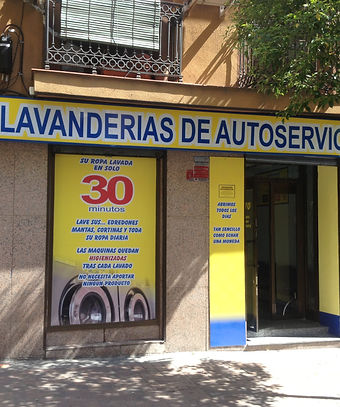 LAVANDERIAS DE AUTOSERVICIO
SU ROPA LAVADA
EN SOLO
30
minutos
LAVE SUS... EDREDONES
MANTAS, CORTINAS Y TODA
SU ROPA DIARIA
LAS MAQUINAS QUEDAN
HIGIENIZADAS
TRAS CADA LAVADO
NO NECESITA APORTAR
NINGUN PRODUCTO
ABRIMOS
TODOS LOS
DIAS
TAN SENCILLO
COMO ECHAR
UNA MONEDA